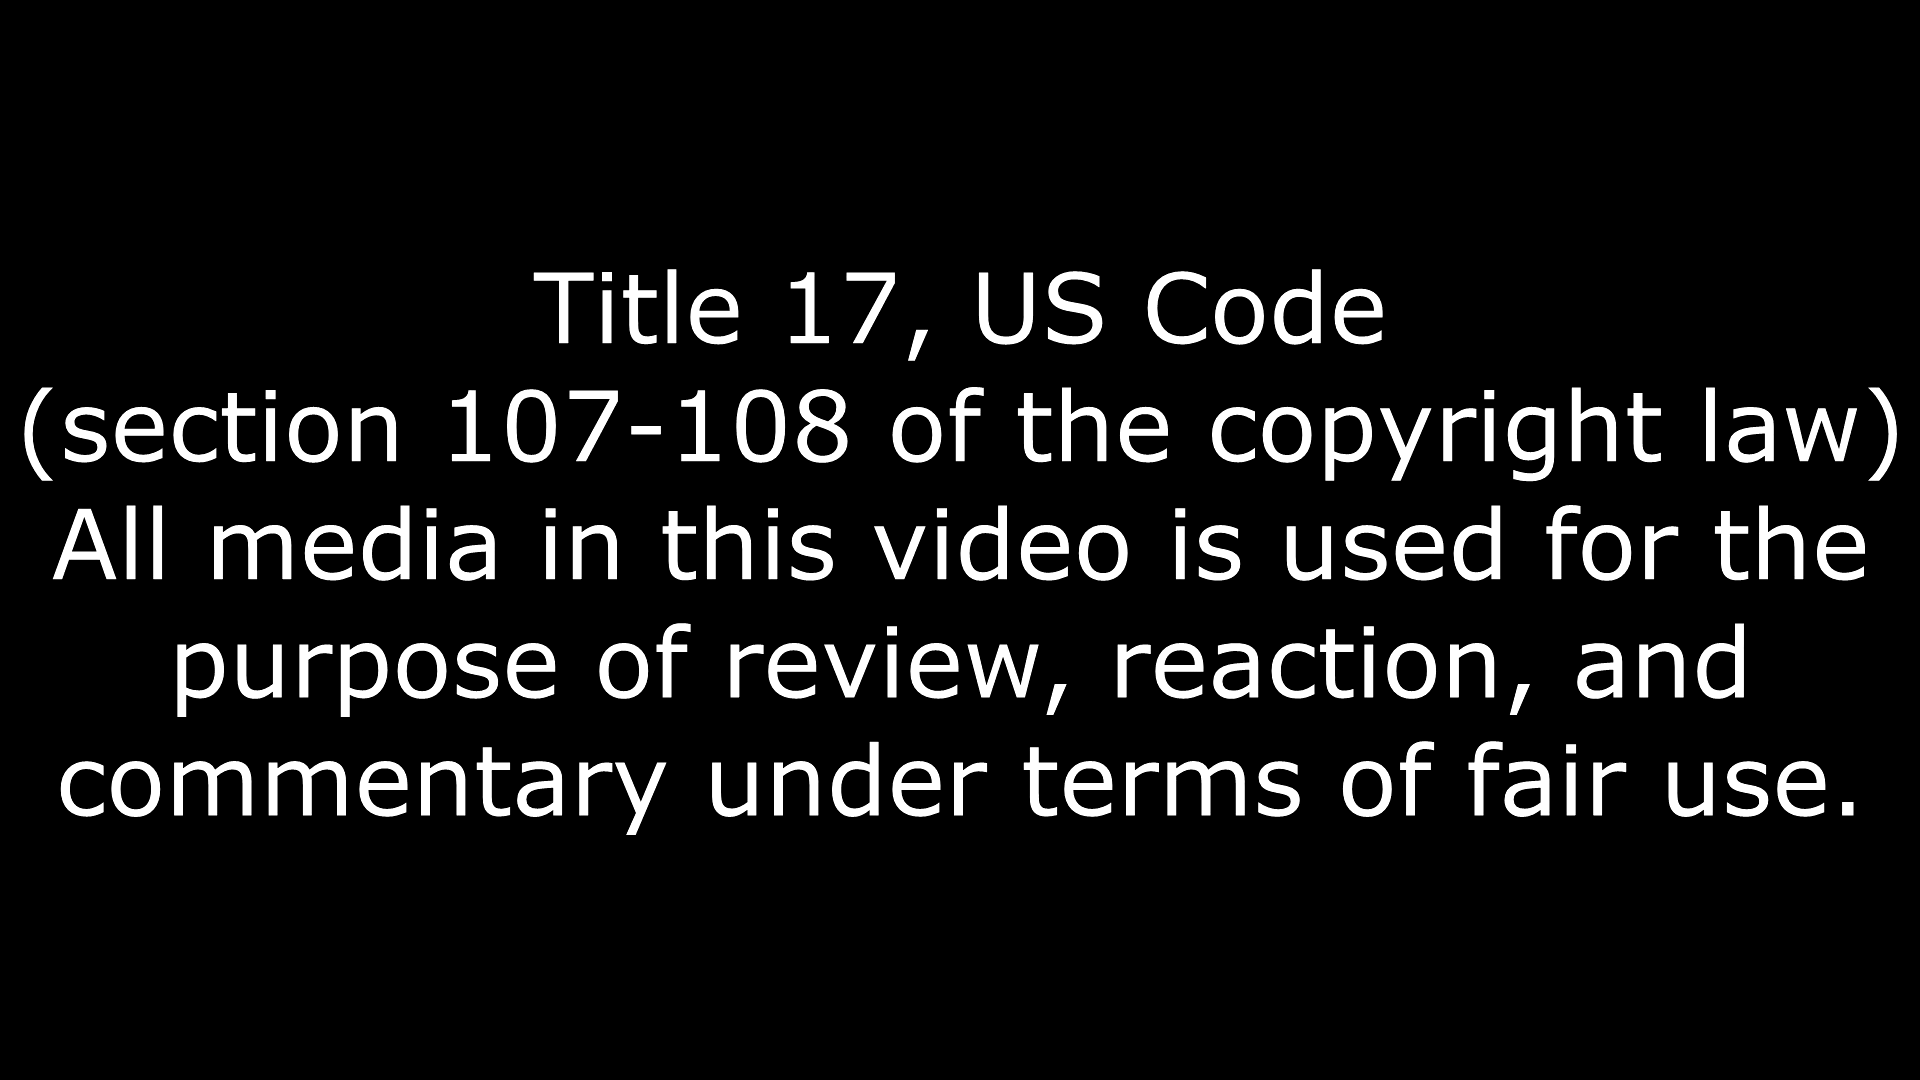 Title 17, US Code
(section 107-108 of the copyright law)
All media in this video is used for the
purpose of review, reaction, and
commentary under terms of fair use.